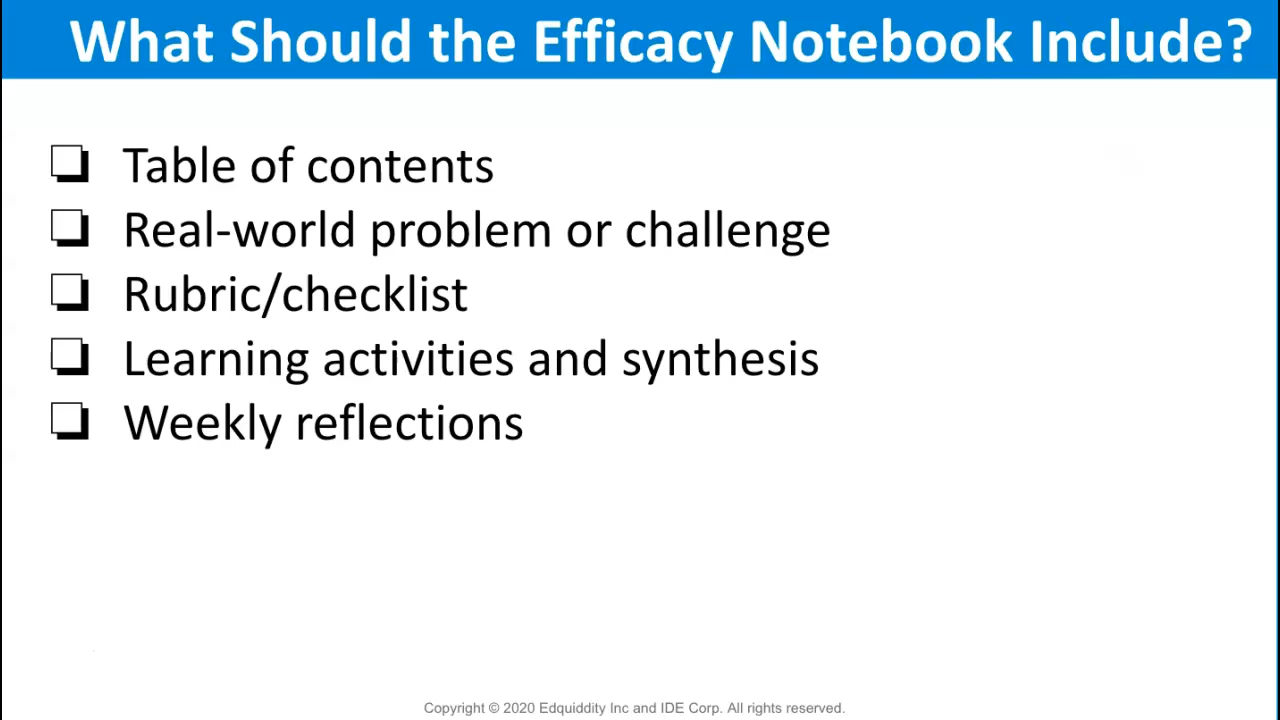 What Should the Efficacy Notebook Include?
❏ Table of contents
❏ Real-world problem or challenge
❏ Rubric/checklist
❏ Learning activities and synthesis
❏ Weekly reflections
Copyright © 2020 Edquiddity Inc and IDE Corp. All rights reserved.